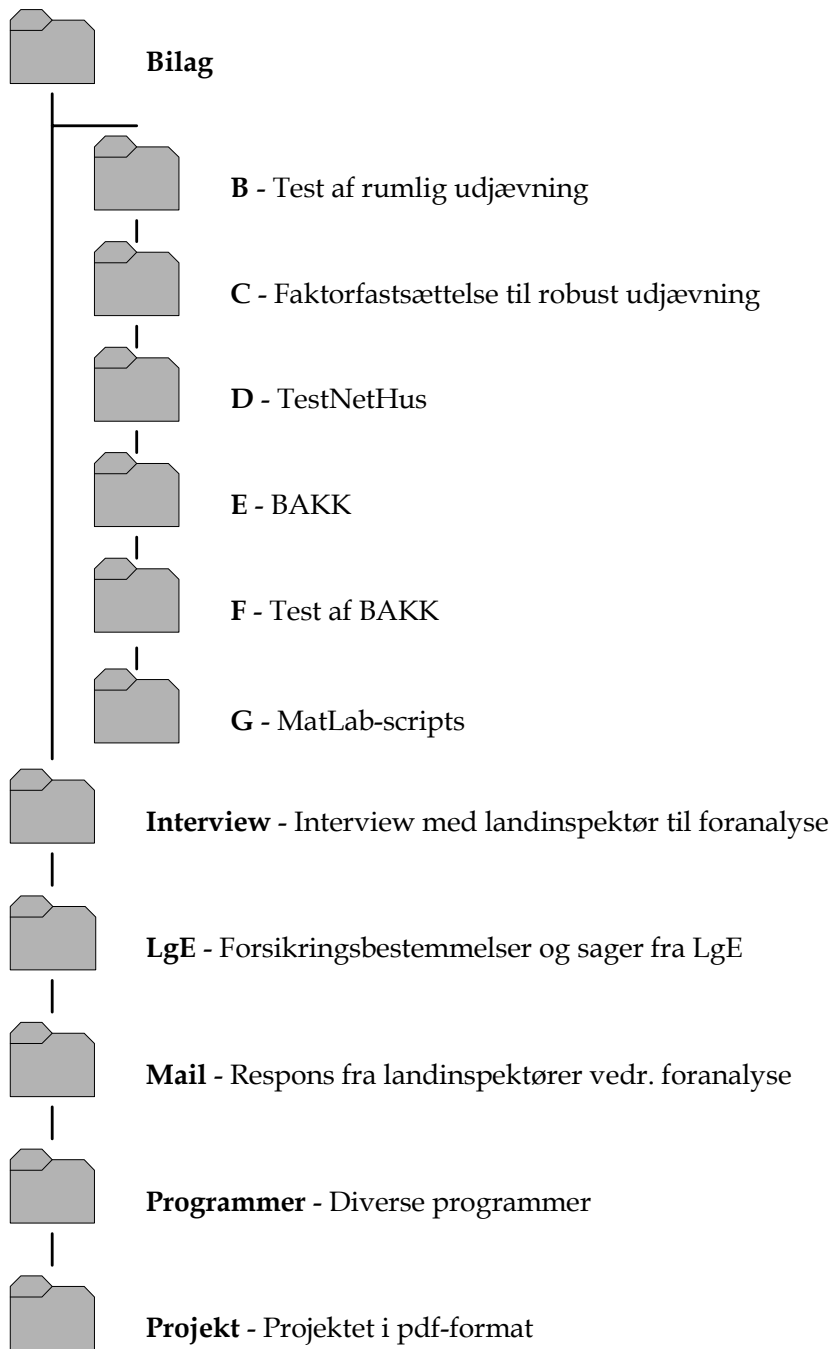 Bilag
B - Test af rumlig udjævning
C - Faktorfastsættelse til robust udjævning
D - TestNetHus
E - BAKK
F - Test af BAKK
G - MatLab-scripts
Interview - Interview med landinspektør til foranalyse
LgE - Forsikringsbestemmelser og sager fra LgE
Mail - Respons fra landinspektører vedr. foranalyse
Programmer - Diverse programmer
Projekt - Projektet i pdf-format